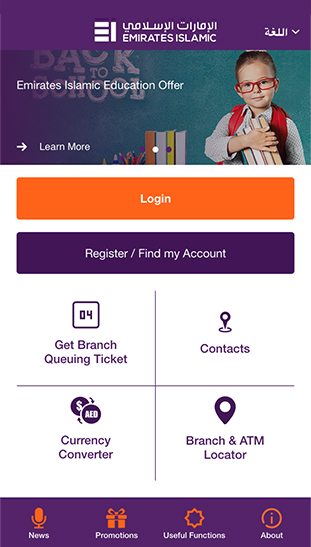 الإمارات الإسلامي
EMIRATES ISLAMIC
اللغة
BACK
TO
SCHOOL
Emirates Islamic Education Offer
Learn More
Login
Register / Find my Account
04
Get Branch
Queuing Ticket
Contacts
$
AED
Currency
Converter
Branch & ATM
Locator
News
Promotions
Useful Functions
About